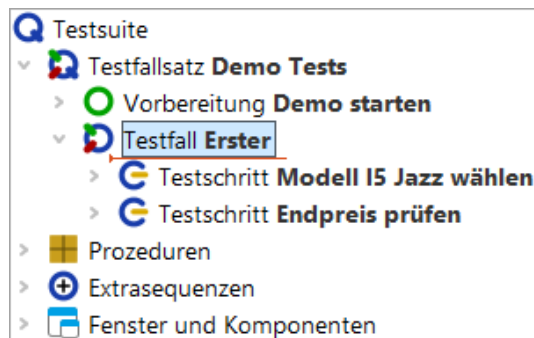 Testsuite
Testfallsatz Demo Tests
Vorbereitung Demo starten
Testfall Erster
Testschritt Modell I5 Jazz wählen
Testschritt Endpreis prüfen
Prozeduren
Extrasequenzen
Fenster und Komponenten